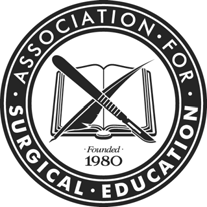 · ASSOCIATION · FOR ·
SURGICAL · EDUCATION
· Founded ·
1980